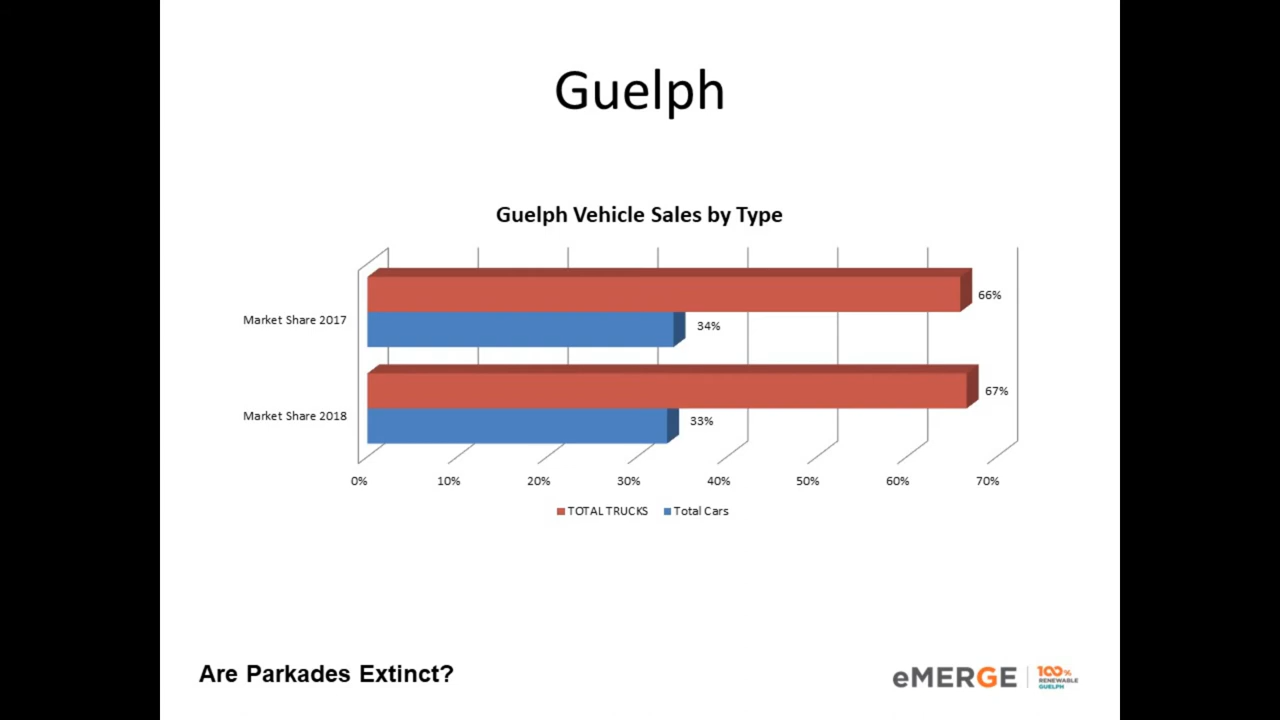 Guelph
Guelph Vehicle Sales by Type
Market Share 2017
66%
34%
Market Share 2018
67%
33%
0% 10% 20% 30% 40% 50% 60% 70%
TOTAL TRUCKS Total Cars
Are Parkades Extinct?
eMERGE
100%
RENEWABLE
GUELPH